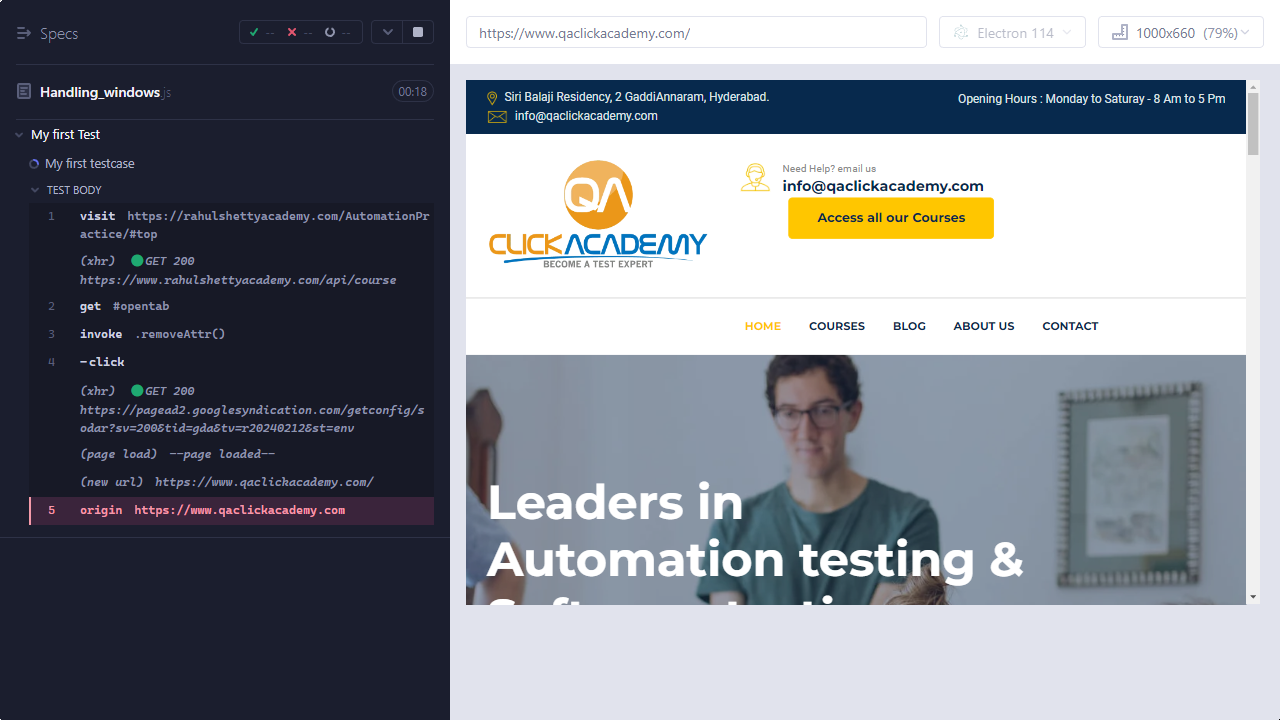 Specs
--
--
--
Handling_windows.js
00:18
My first Test
My first testcase
TEST BODY
1 visit https://rahulshettyacademy.com/AutomationPr
actice/#top
(xhr) GET 200
https://www.rahulshettyacademy.com/api/course
2 get #opentab
3 invoke .removeAttr()
4 -click
(xhr) GET 200
https://pagead2.googlesyndication.com/getconfig/s
odar?sv=200&tid=gda&tv=r20240212&st=env
(page load) --page loaded--
(new url) https://www.qaclickacademy.com/
5 origin https://www.qaclickacademy.com
https://www.qaclickacademy.com/
Electron 114
1000x660 (79%)
Siri Balaji Residency, 2 GaddiAnnaram, Hyderabad.
info@qaclickacademy.com
Opening Hours : Monday to Saturay - 8 Am to 5 Pm
QA
CLICKACADEMY
BECOME A TEST EXPERT
Need Help? email us
info@qaclickacademy.com
Access all our Courses
HOME COURSES BLOG ABOUT US CONTACT
Leaders in
Automation testing &